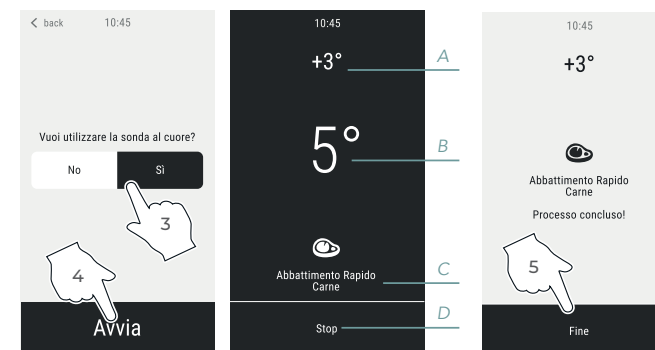 back 10:45
Vuoi utilizzare la sonda al cuore?
No Sì
3
4
Avvia
10:45
+3°
A
5°
B
Abbattimento Rapido
Carne
C
D
Stop
10:45
+3°
Abbattimento Rapido
Carne
Processo concluso!
5
Fine